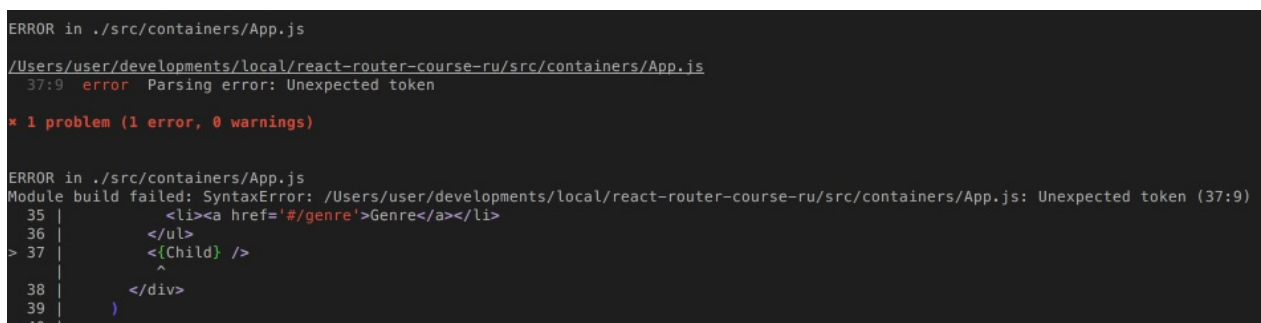 ERROR in ./src/containers/App.js
/Users/user/developments/local/react-router-course-ru/src/containers/App.js
37:9 error Parsing error: Unexpected token
✖ 1 problem (1 error, 0 warnings)
ERROR in ./src/containers/App.js
Module build failed: SyntaxError: /Users/user/developments/local/react-router-course-ru/src/containers/App.js: Unexpected token (37:9)
35 | <li><a href='#/genre'>Genre</a></li>
36 | </ul>
> 37 | <{Child} />
| ^
38 | </div>
39 | )